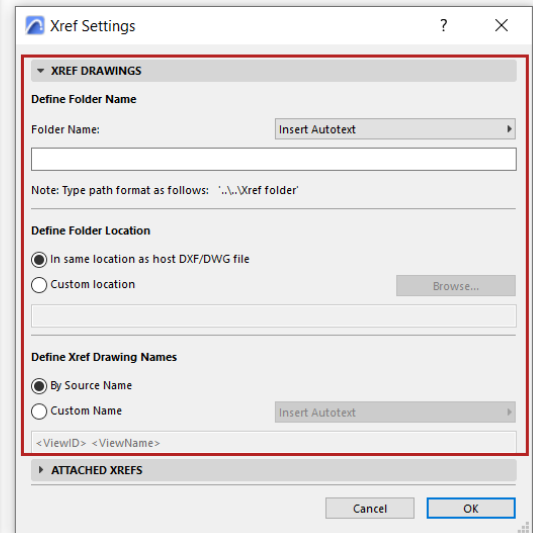 Xref Settings ?
XREF DRAWINGS
Define Folder Name
Folder Name: Insert Autotext
Note: Type path format as follows: '..\..\Xref folder'
Define Folder Location
In same location as host DXF/DWG file
Custom location Browse...
Define Xref Drawing Names
By Source Name
Custom Name Insert Autotext
<ViewID> <ViewName>
ATTACHED XREFS
Cancel OK